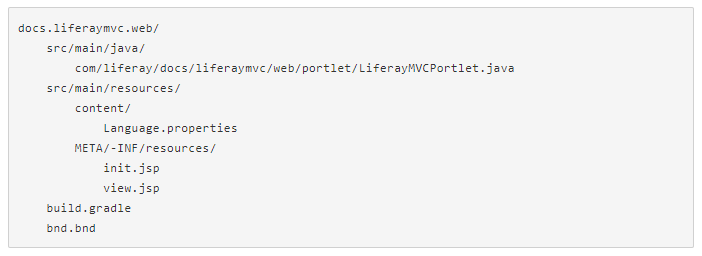 docs.liferaymvc.web/
    src/main/java/
        com/liferay/docs/liferaymvc/web/portlet/LiferayMVCPortlet.java
    src/main/resources/
        content/
            Language.properties
        META/-INF/resources/
            init.jsp
            view.jsp
    build.gradle
    bnd.bnd